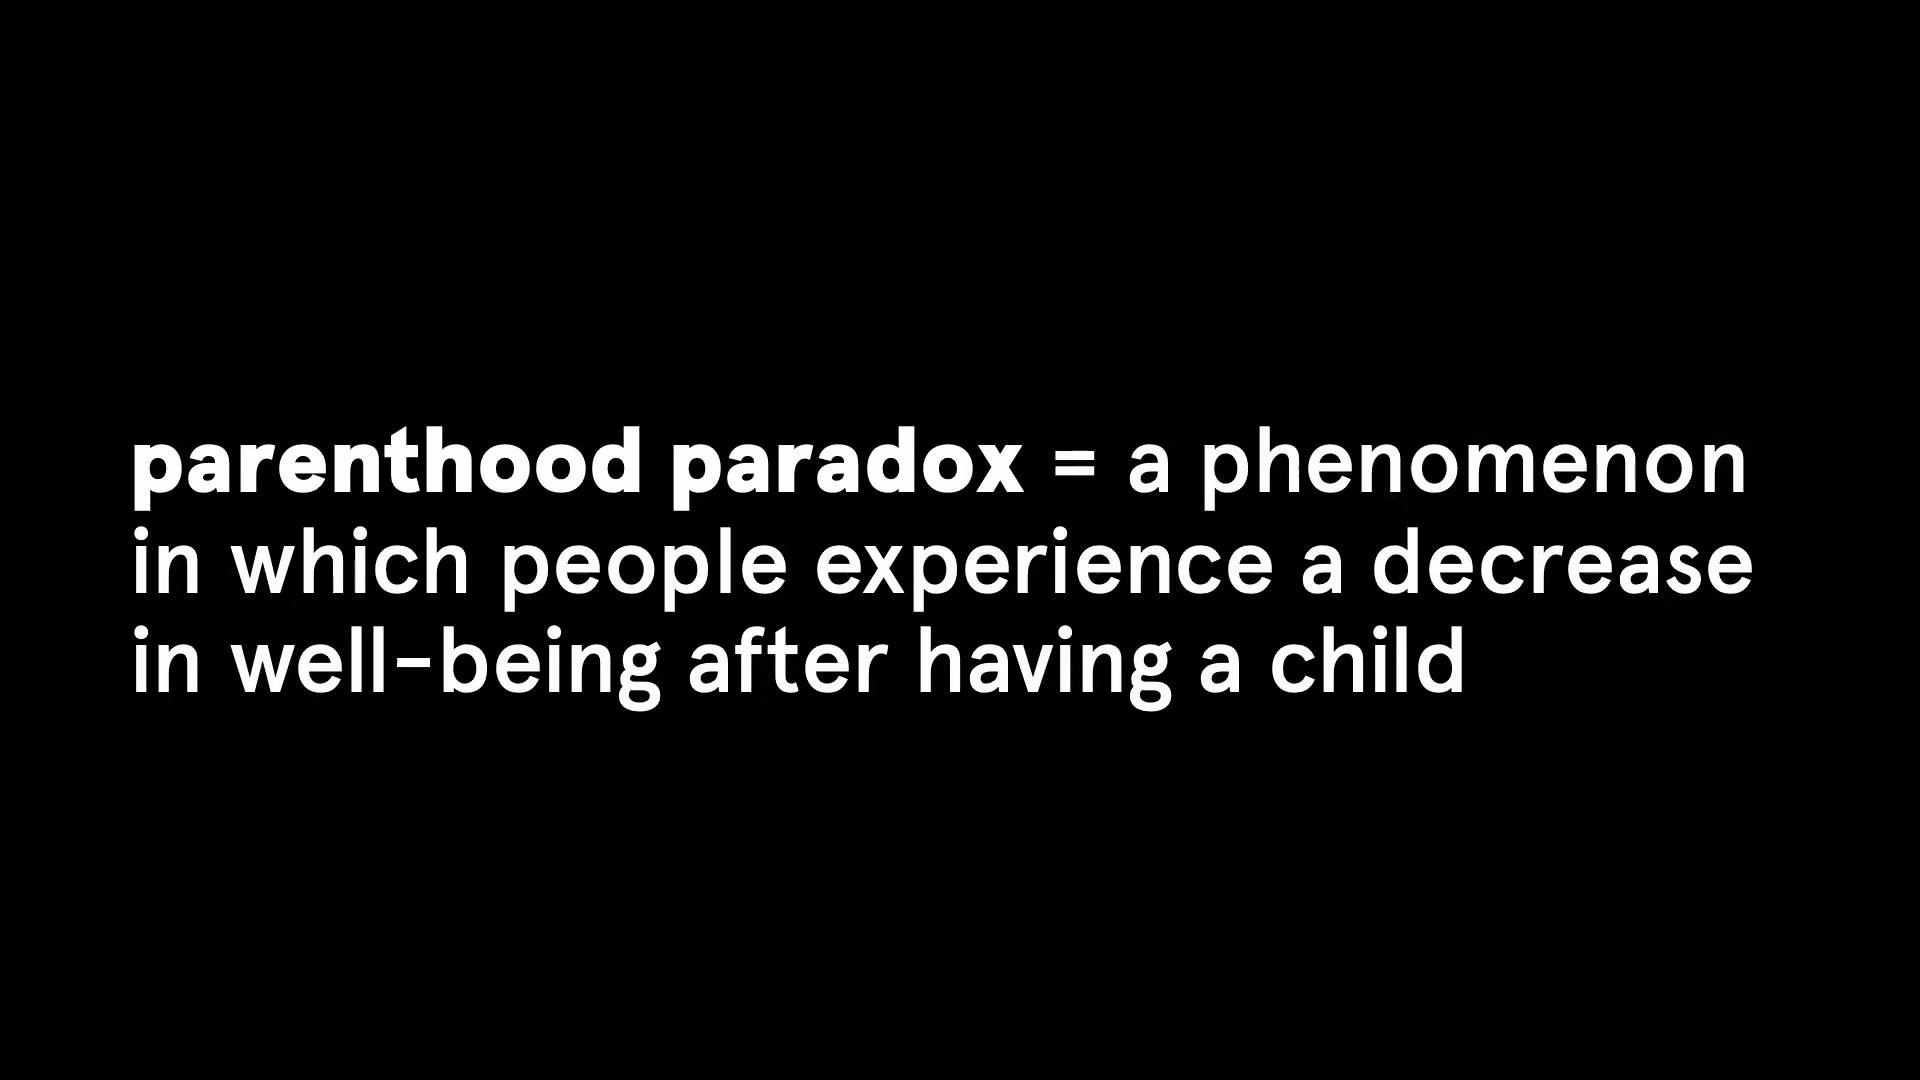 parenthood paradox = a phenomenon
in which people experience a decrease
in well-being after having a child